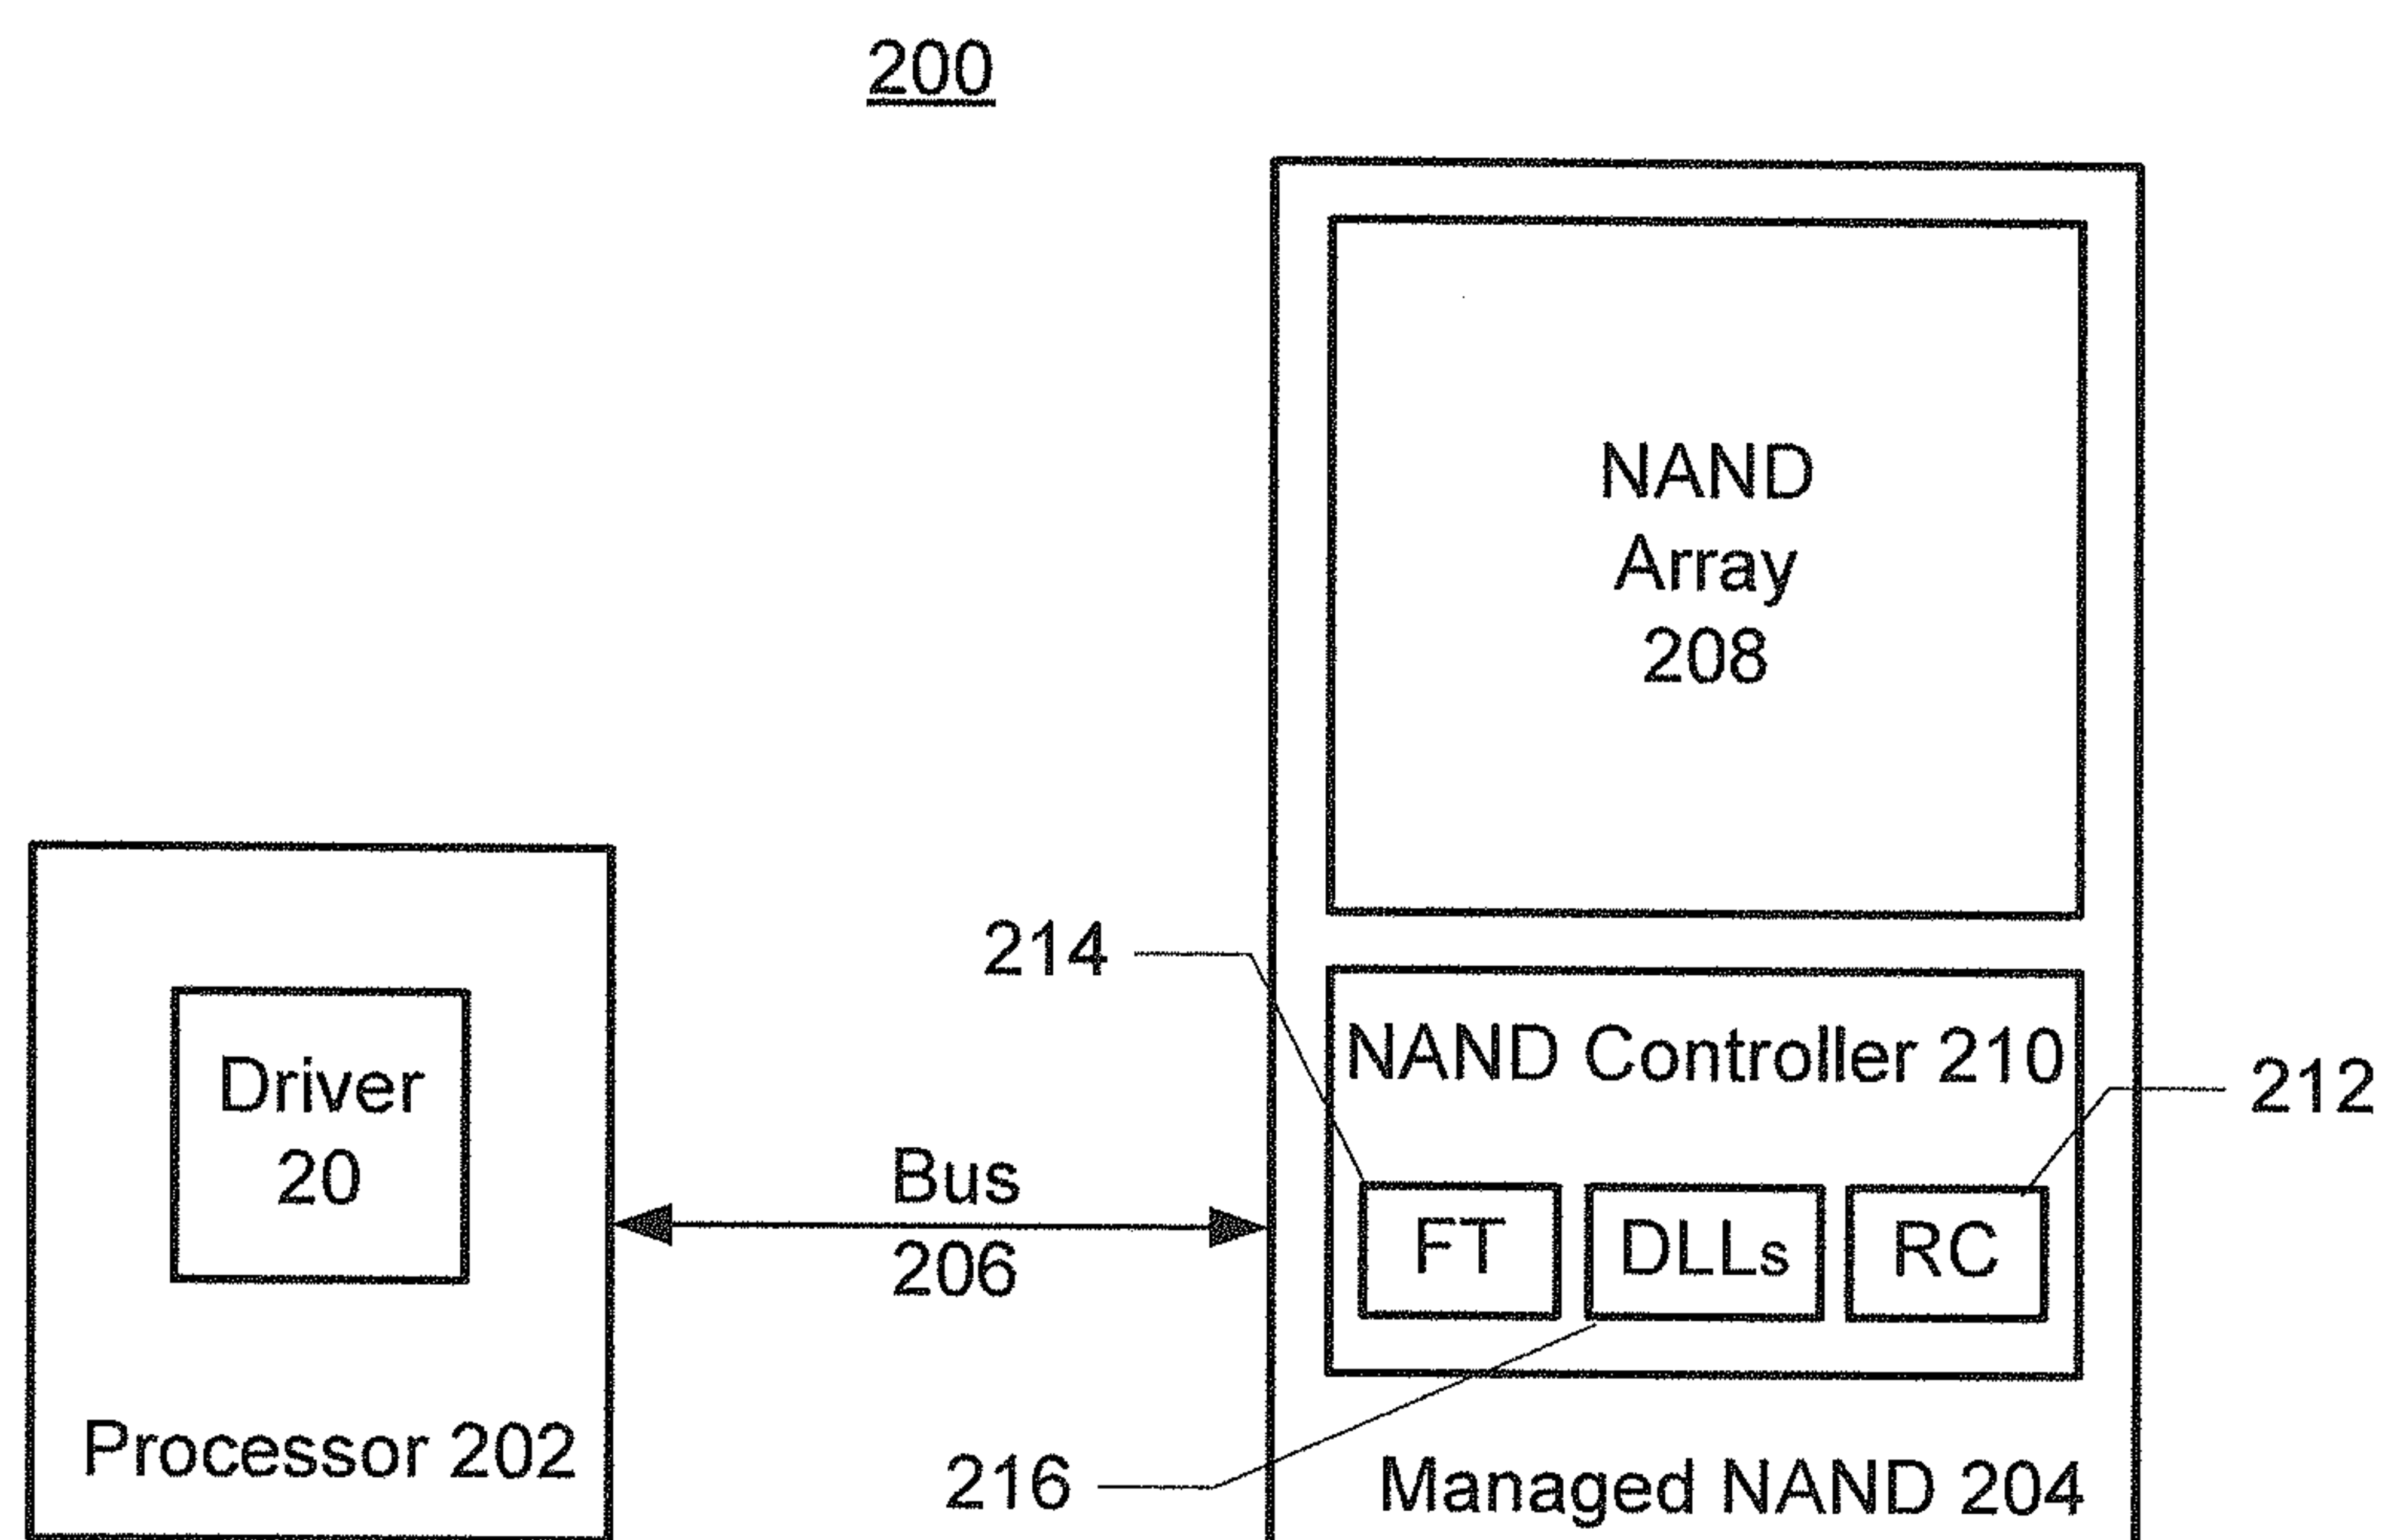 200
NAND
Array
208
214
NAND Controller 210
212
Driver
20
Bus
206
FT
DLLs
RC
Processor 202
216
Managed NAND 204